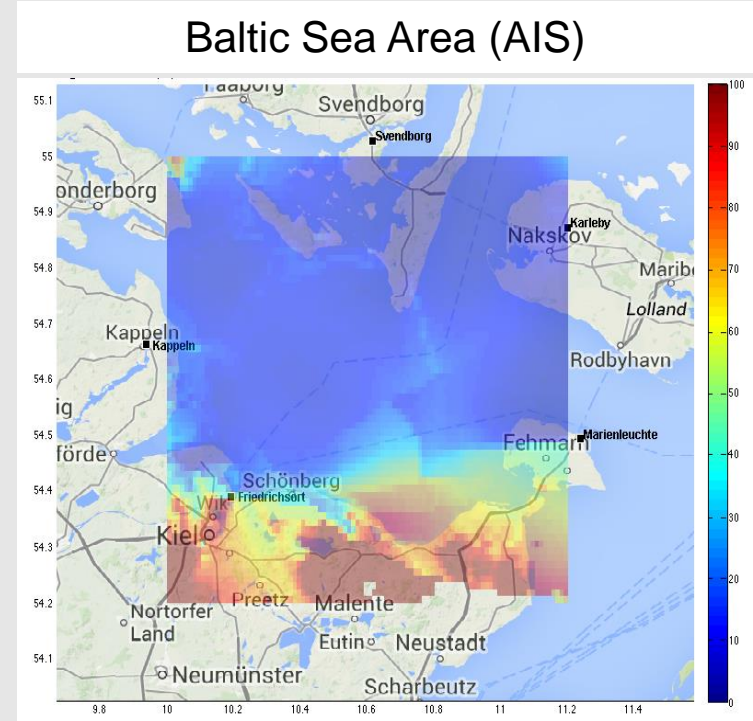 Baltic Sea Area (AIS)
Svendborg
Svendborg
onderborg
Karleby
Nakskov
Maribo
Lolland
Kappeln
Kappeln
Rodbyhavn
ig
Marienleuchte
Fehmarn
förde
Schönberg
Friedrichsort
Wik
Kiel
Preetz
Malente
Nortorfer
Land
Eutin
Neustadt
Neumünster
Scharbeutz
55.1
55
54.9
54.8
54.7
54.6
54.5
54.4
54.3
54.2
54.1
9.8 10 10.2 10.4 10.6 10.8 11 11.2 11.4
100
90
80
70
60
50
40
30
20
10
0